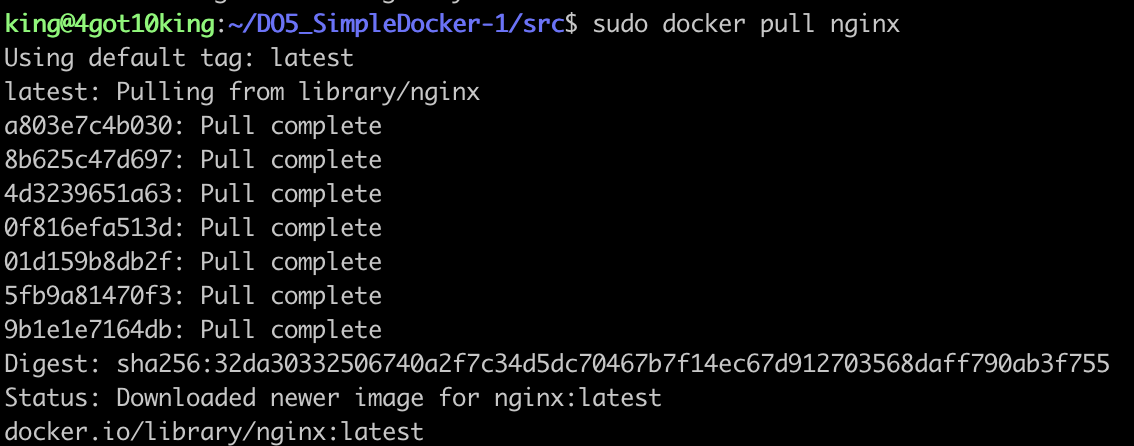 king@4got10king:~/DO5_SimpleDocker-1/src$ sudo docker pull nginx
Using default tag: latest
latest: Pulling from library/nginx
a803e7c4b030: Pull complete
8b625c47d697: Pull complete
4d3239651a63: Pull complete
0f816efa513d: Pull complete
01d159b8db2f: Pull complete
5fb9a81470f3: Pull complete
9b1e1e7164db: Pull complete
Digest: sha256:32da30332506740a2f7c34d5dc70467b7f14ec67d912703568daff790ab3f755
Status: Downloaded newer image for nginx:latest
docker.io/library/nginx:latest